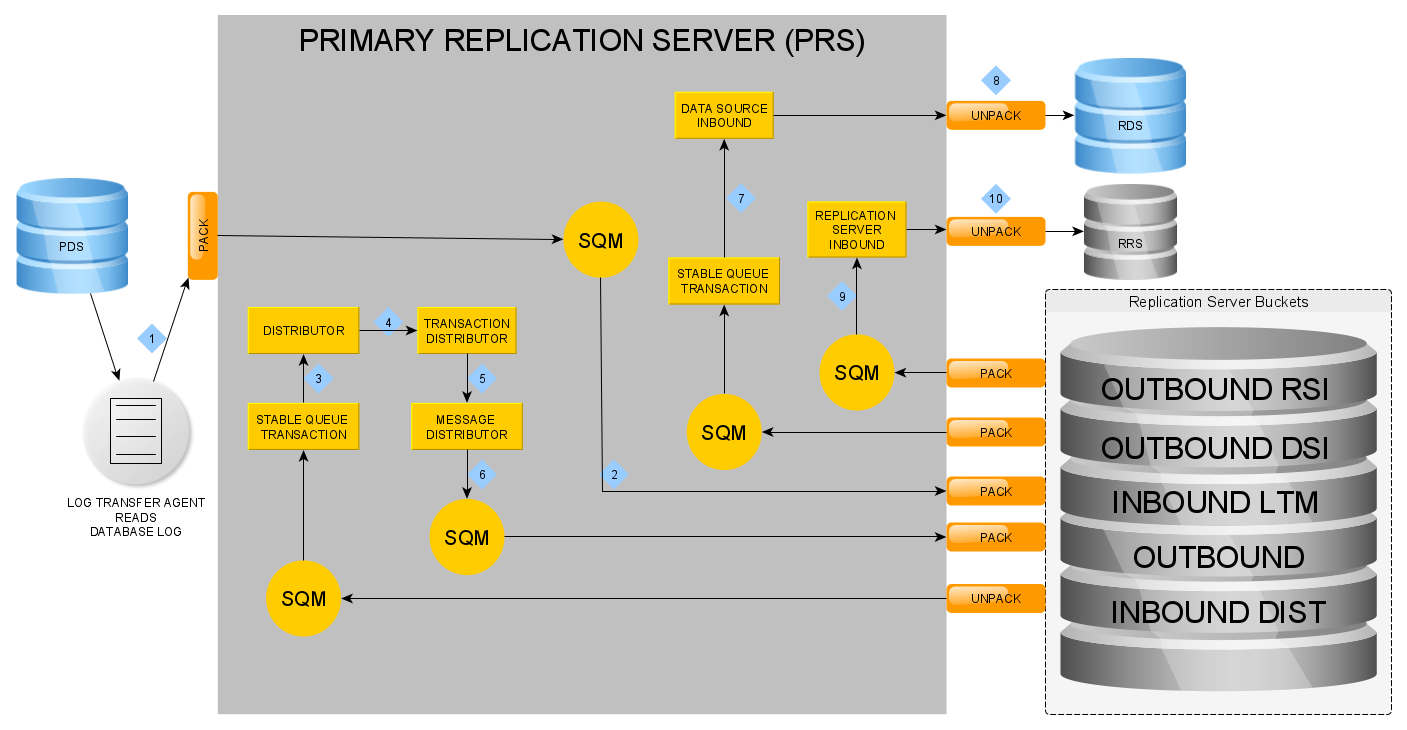 PRIMARY REPLICATION SERVER (PRS)
8
DATA SOURCE
INBOUND
UNPACK
RDS
PDS
PACK
7
10
REPLICATION
SERVER
INBOUND
UNPACK
RRS
SQM
STABLE QUEUE
TRANSACTION
9
Replication Server Buckets
1
DISTRIBUTOR
4
TRANSACTION
DISTRIBUTOR
3
5
SQM
PACK
OUTBOUND RSI
STABLE QUEUE
TRANSACTION
MESSAGE
DISTRIBUTOR
SQM
PACK
OUTBOUND DSI
6
2
PACK
INBOUND LTM
LOG TRANSFER AGENT
READS
DATABASE LOG
SQM
PACK
OUTBOUND
SQM
UNPACK
INBOUND DIST